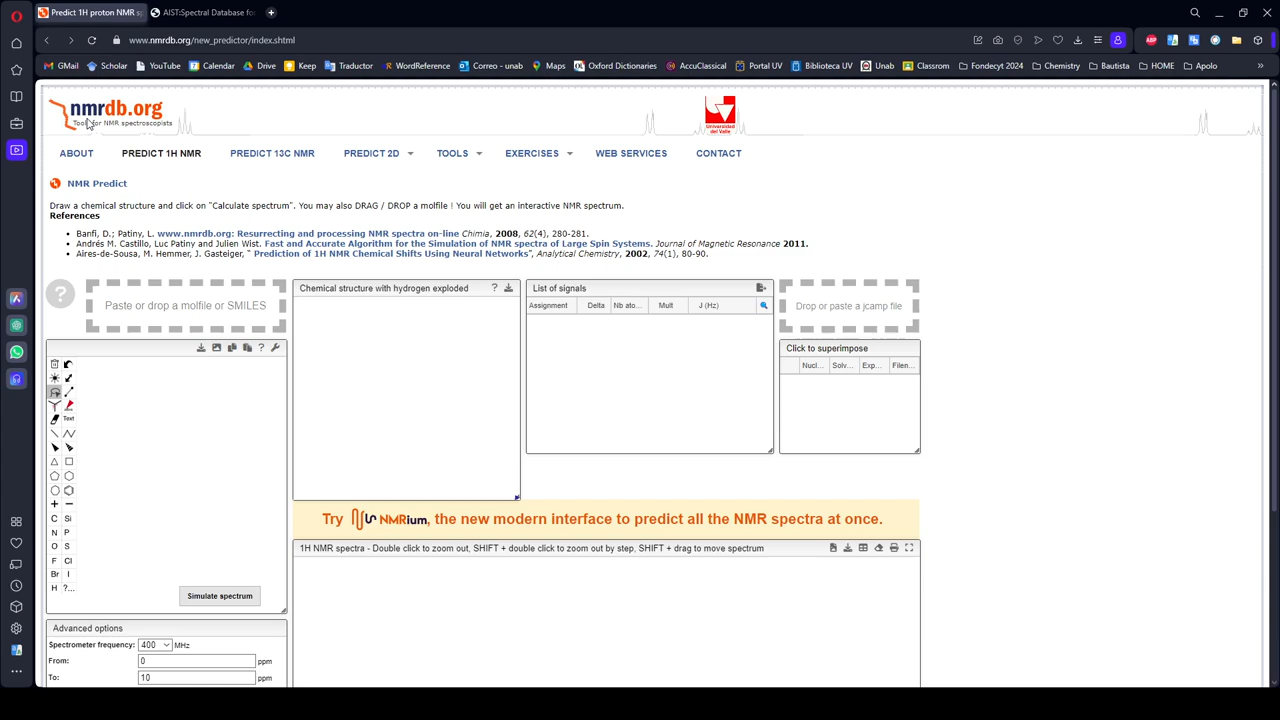 Predict 1H proton NMR s
AIST:Spectral Database fo
www.nmrdb.org/new_predictor/index.shtml
ABP
GMail
Scholar
YouTube
Calendar
Drive
Keep
Traductor
WordReference
Correo - unab
Maps
Oxford Dictionaries
AccuClassical
Portal UV
Biblioteca UV
Unab
Classrom
Fondecyt 2024
Chemistry
Bautista
HOME
Apolo
nmrdb.org
Tools for NMR spectroscopists
Universidad
del Valle
ABOUT
PREDICT 1H NMR
PREDICT 13C NMR
PREDICT 2D
TOOLS
EXERCISES
WEB SERVICES
CONTACT
NMR Predict
Draw a chemical structure and click on "Calculate spectrum". You may also DRAG / DROP a molfile ! You will get an interactive NMR spectrum.
References
Banfi, D.; Patiny, L. www.nmrdb.org: Resurrecting and processing NMR spectra on-line Chimia, 2008, 62(4), 280-281.
Andrés M. Castillo, Luc Patiny and Julien Wist. Fast and Accurate Algorithm for the Simulation of NMR spectra of Large Spin Systems. Journal of Magnetic Resonance 2011.
Aires-de-Sousa, M. Hemmer, J. Gasteiger, " Prediction of 1H NMR Chemical Shifts Using Neural Networks", Analytical Chemistry, 2002, 74(1), 80-90.
?
Paste or drop a molfile or SMILES
Chemical structure with hydrogen exploded
?
List of signals
Assignment
Delta
Nb ato...
Mult
J (Hz)
Drop or paste a jcamp file
Click to superimpose
Nucl...
Solv...
Exp...
Filen...
?
Text
C
Si
N
P
O
S
F
Cl
Br
I
H
?...
Simulate spectrum
Try NMRium, the new modern interface to predict all the NMR spectra at once.
1H NMR spectra - Double click to zoom out, SHIFT + double click to zoom out by step, SHIFT + drag to move spectrum
Advanced options
Spectrometer frequency: 400 MHz
From: 0 ppm
To: 10 ppm